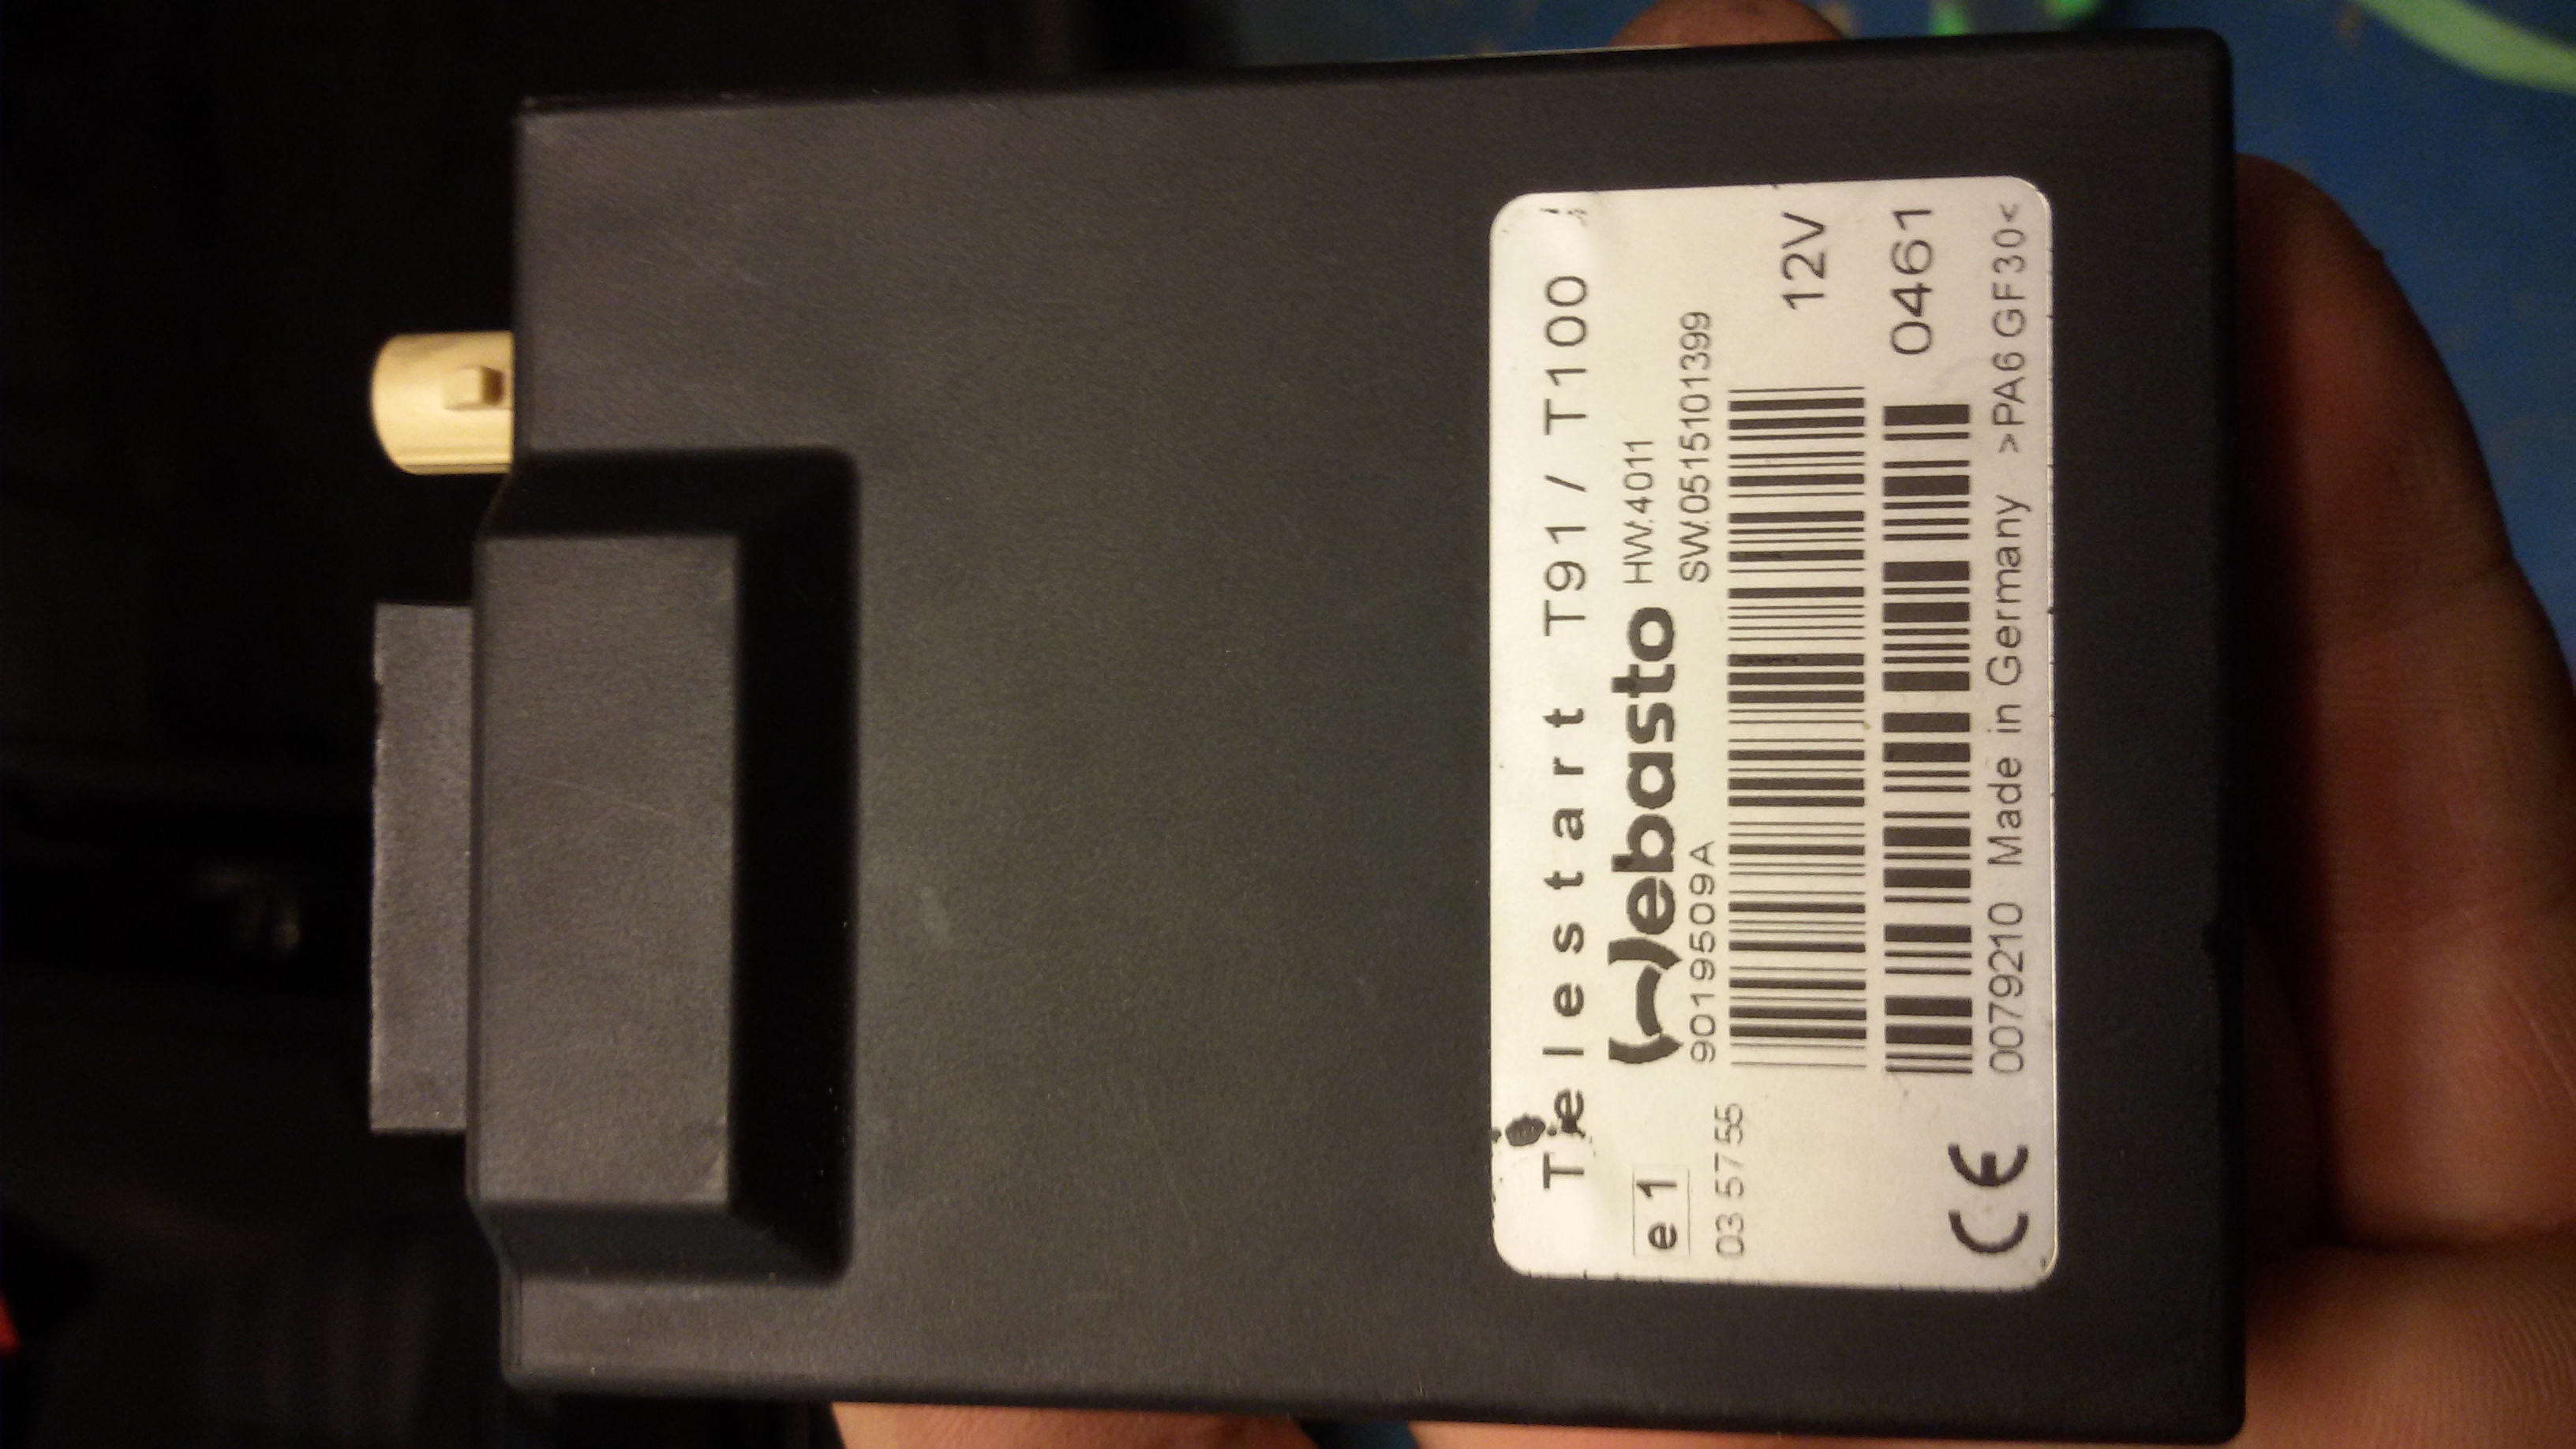 Telestart T91 / T100
Webasto HW.4011
e1
9019509A SW.0515101399
03 5755
12V
0461
0079210 Made in Germany >PA6 GF30<
CE